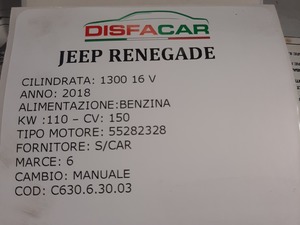 DISFACAR
JEEP RENEGADE
CILINDRATA: 1300 16 V
ANNO: 2018
ALIMENTAZIONE:BENZINA
KW :110 – CV: 150
TIPO MOTORE: 55282328
FORNITORE: S/CAR
MARCE: 6
CAMBIO: MANUALE
COD: C630.6.30.03